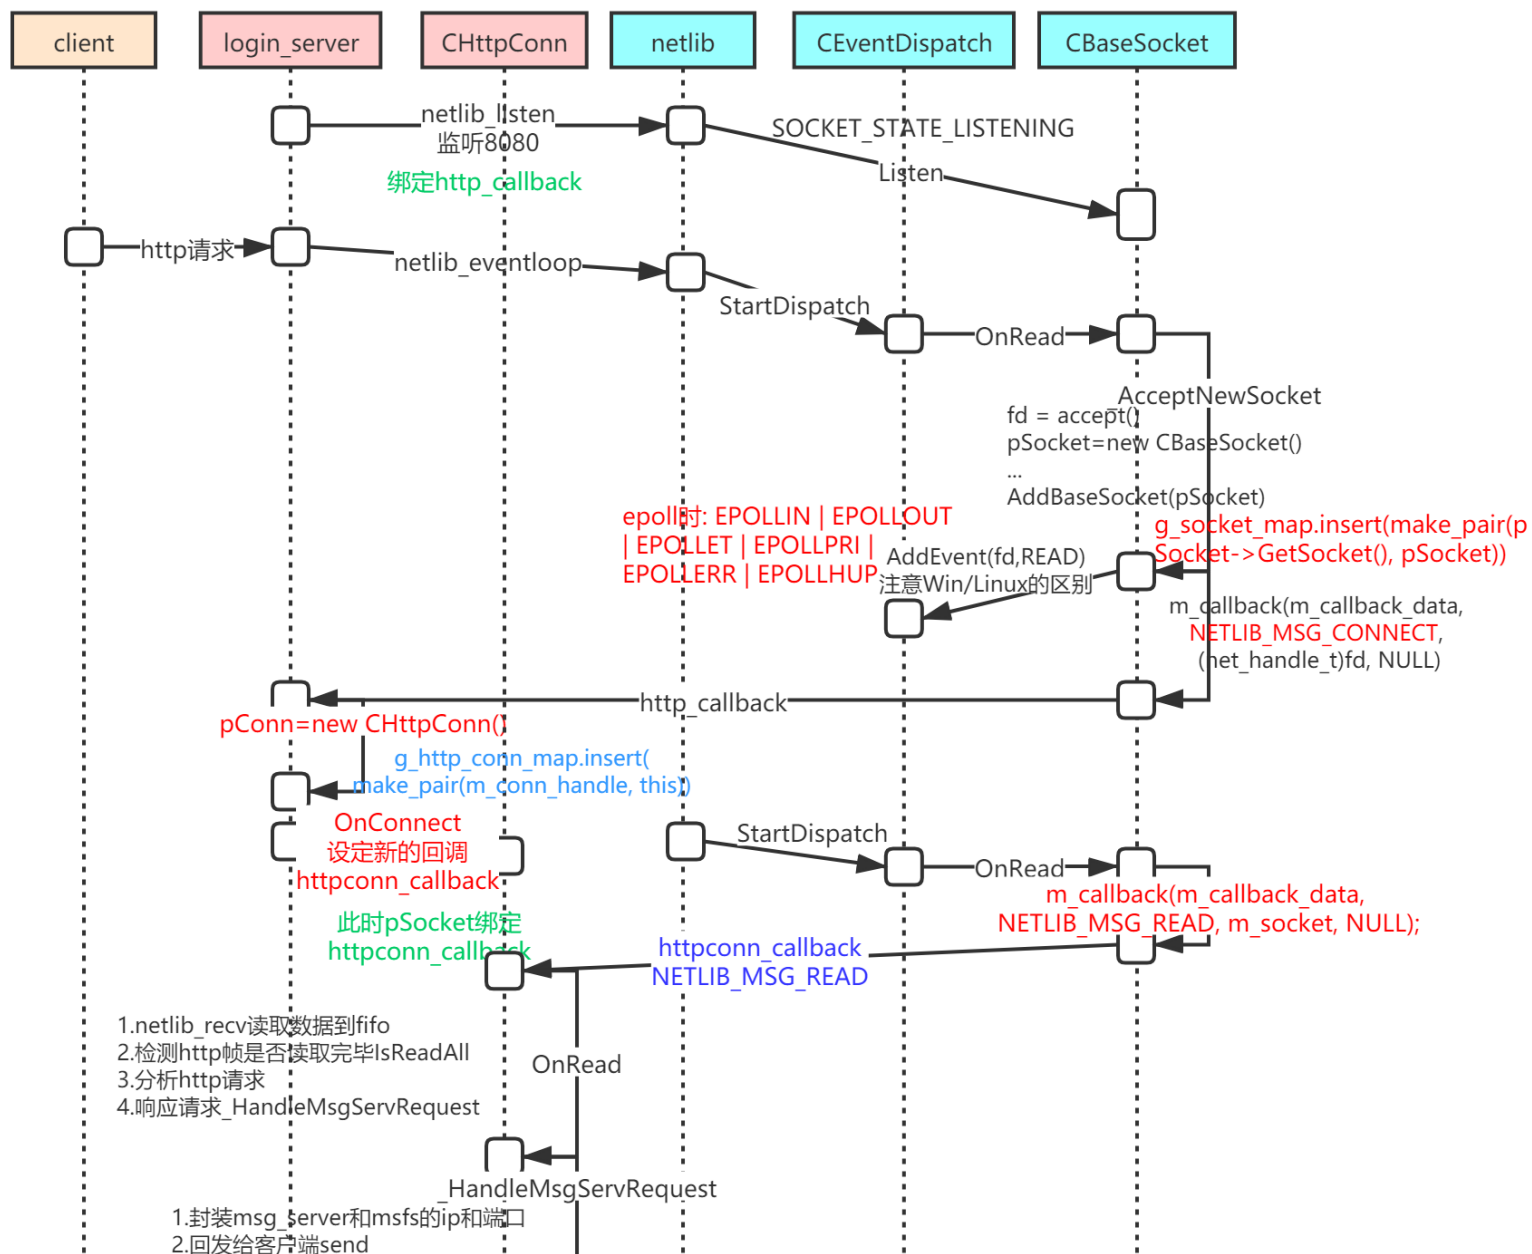 client
login_server
CHttpConn
netlib
CEventDispatch
CBaseSocket
netlib_listen
监听8080
SOCKET_STATE_LISTENING
Listen
绑定http_callback
http请求
netlib_eventloop
StartDispatch
OnRead
_AcceptNewSocket
fd = accept()
pSocket=new CBaseSocket()
...
AddBaseSocket(pSocket)
g_socket_map.insert(make_pair(p
Socket->GetSocket(), pSocket))
epoll时: EPOLLIN | EPOLLOUT
| EPOLLET | EPOLLPRI |
EPOLLERR | EPOLLHUP
AddEvent(fd,READ)
注意Win/Linux的区别
m_callback(m_callback_data,
NETLIB_MSG_CONNECT,
(net_handle_t)fd, NULL)
http_callback
pConn=new CHttpConn()
g_http_conn_map.insert(
make_pair(m_conn_handle, this))
OnConnect
设定新的回调
httpconn_callback
StartDispatch
OnRead
m_callback(m_callback_data,
NETLIB_MSG_READ, m_socket, NULL);
此时pSocket绑定
httpconn_callback
httpconn_callback
NETLIB_MSG_READ
1.netlib_recv读取数据到fifo
2.检测http帧是否读取完毕IsReadAll
3.分析http请求
4.响应请求_HandleMsgServRequest
OnRead
_HandleMsgServRequest
1.封装msg_server和msfs的ip和端口
2.回发给客户端send